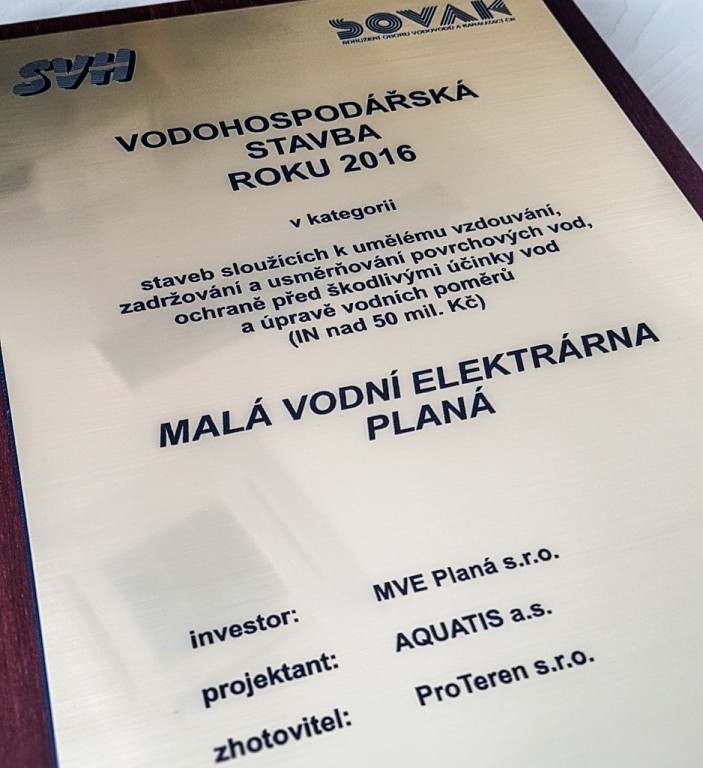 SVH
SOVAK
SDRUŽENÍ OBORU VODOVODŮ A KANALIZACÍ ČR
VODOHOSPODÁŘSKÁ
STAVBA
ROKU 2016
v kategorii
staveb sloužících k umělému vzdouvání,
zadržování a usměrňování povrchových vod,
ochraně před škodlivými účinky vod
a úpravě vodních poměrů
(IN nad 50 mil. Kč)
MALÁ VODNÍ ELEKTRÁRNA
PLANÁ
investor: MVE Planá s.r.o.
projektant: AQUATIS a.s.
zhotovitel: ProTeren s.r.o.